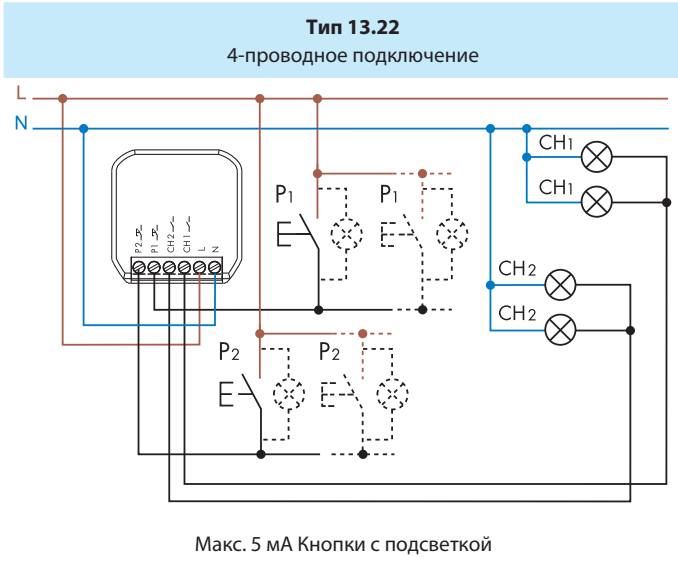 Тип 13.22
4-проводное подключение
L
N
CH1
CH1
P1
P1
P2
P1
CH2
CH1
L
N
CH2
CH2
P2
P2
Макс. 5 мА Кнопки с подсветкой